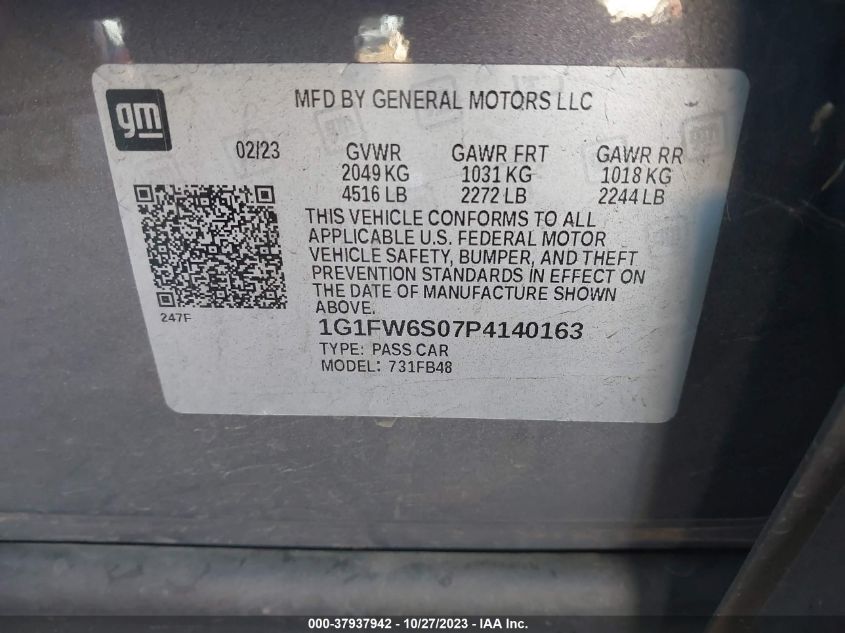 gm
MFD BY GENERAL MOTORS LLC
02/23 GVWR GAWR FRT GAWR RR
2049 KG 1031 KG 1018 KG
4516 LB 2272 LB 2244 LB
THIS VEHICLE CONFORMS TO ALL
APPLICABLE U.S. FEDERAL MOTOR
VEHICLE SAFETY, BUMPER, AND THEFT
PREVENTION STANDARDS IN EFFECT ON
THE DATE OF MANUFACTURE SHOWN
ABOVE.
247F
1G1FW6S07P4140163
TYPE: PASS CAR
MODEL: 731FB48
000-37937942 / 10/27/2023 - IAA Inc.